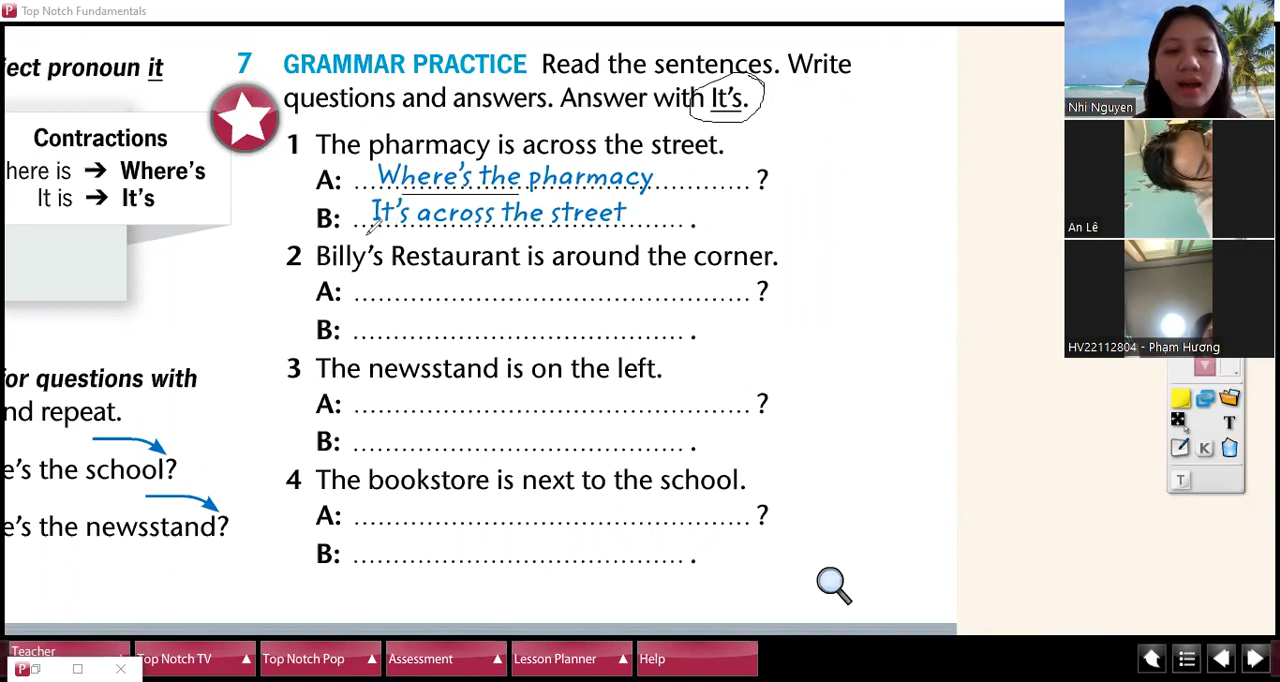 Top Notch Fundamentals
ject pronoun it
Contractions
here is → Where's
It is → It's
for questions with
nd repeat.
e's the school?
e's the newsstand?
7 GRAMMAR PRACTICE Read the sentences. Write
questions and answers. Answer with It's.
1 The pharmacy is across the street.
A: Where's the pharmacy ?
B: It's across the street .
2 Billy's Restaurant is around the corner.
A: ?
B: .
3 The newsstand is on the left.
A: ?
B: .
4 The bookstore is next to the school.
A: ?
B: .
Nhi Nguyen
An Lê
HV22112804 - Phạm Hương
T
K
T
Teacher
Top Notch TV
Top Notch Pop
Assessment
Lesson Planner
Help